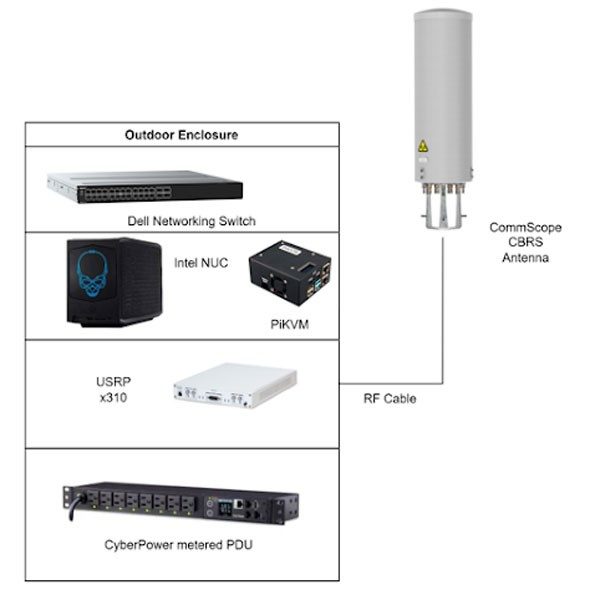 Outdoor Enclosure
Dell Networking Switch
Intel NUC
PiKVM
USRP
x310
CyberPower metered PDU
RF Cable
CommScope
CBRS
Antenna